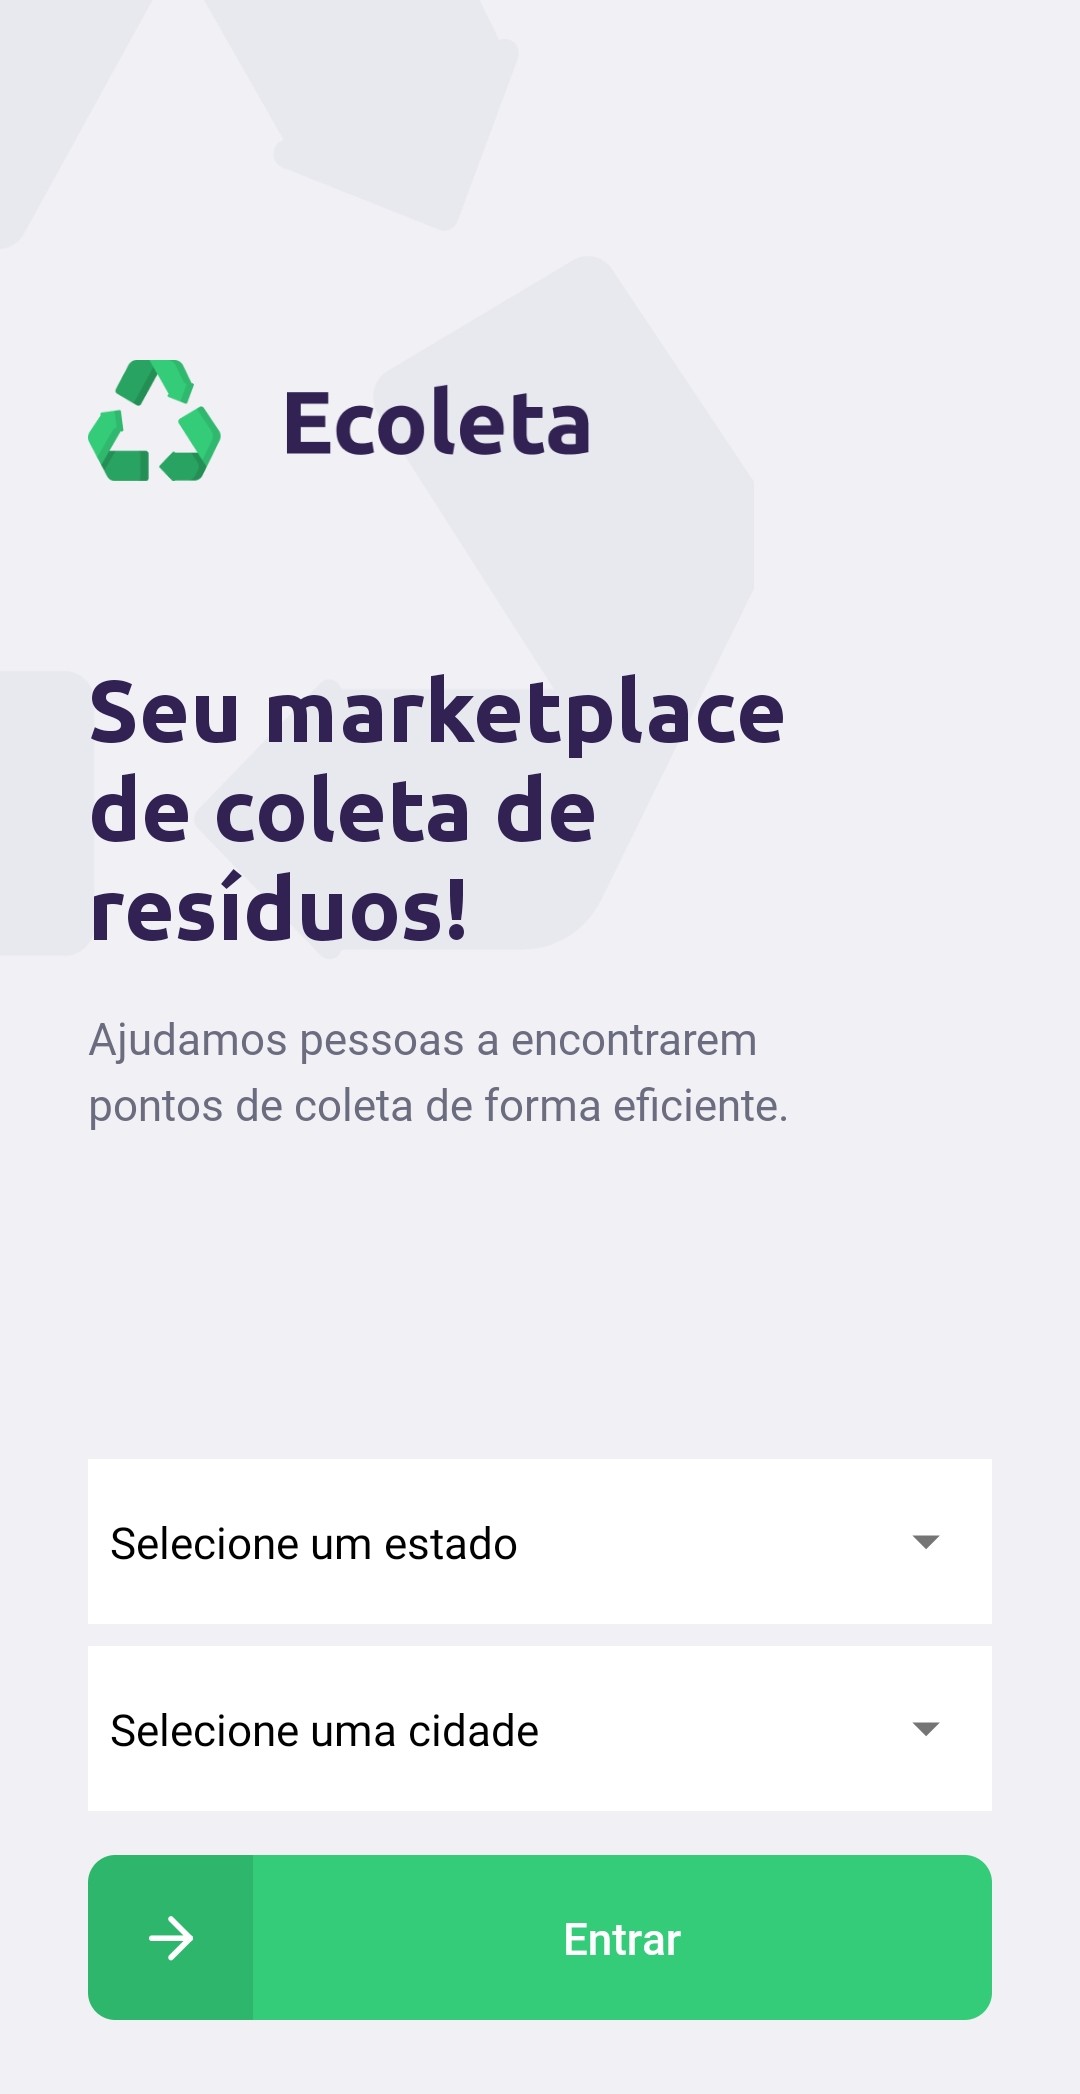 Ecoleta
Seu marketplace
de coleta de
resíduos!
Ajudamos pessoas a encontrarem
pontos de coleta de forma eficiente.
Selecione um estado
Selecione uma cidade
Entrar